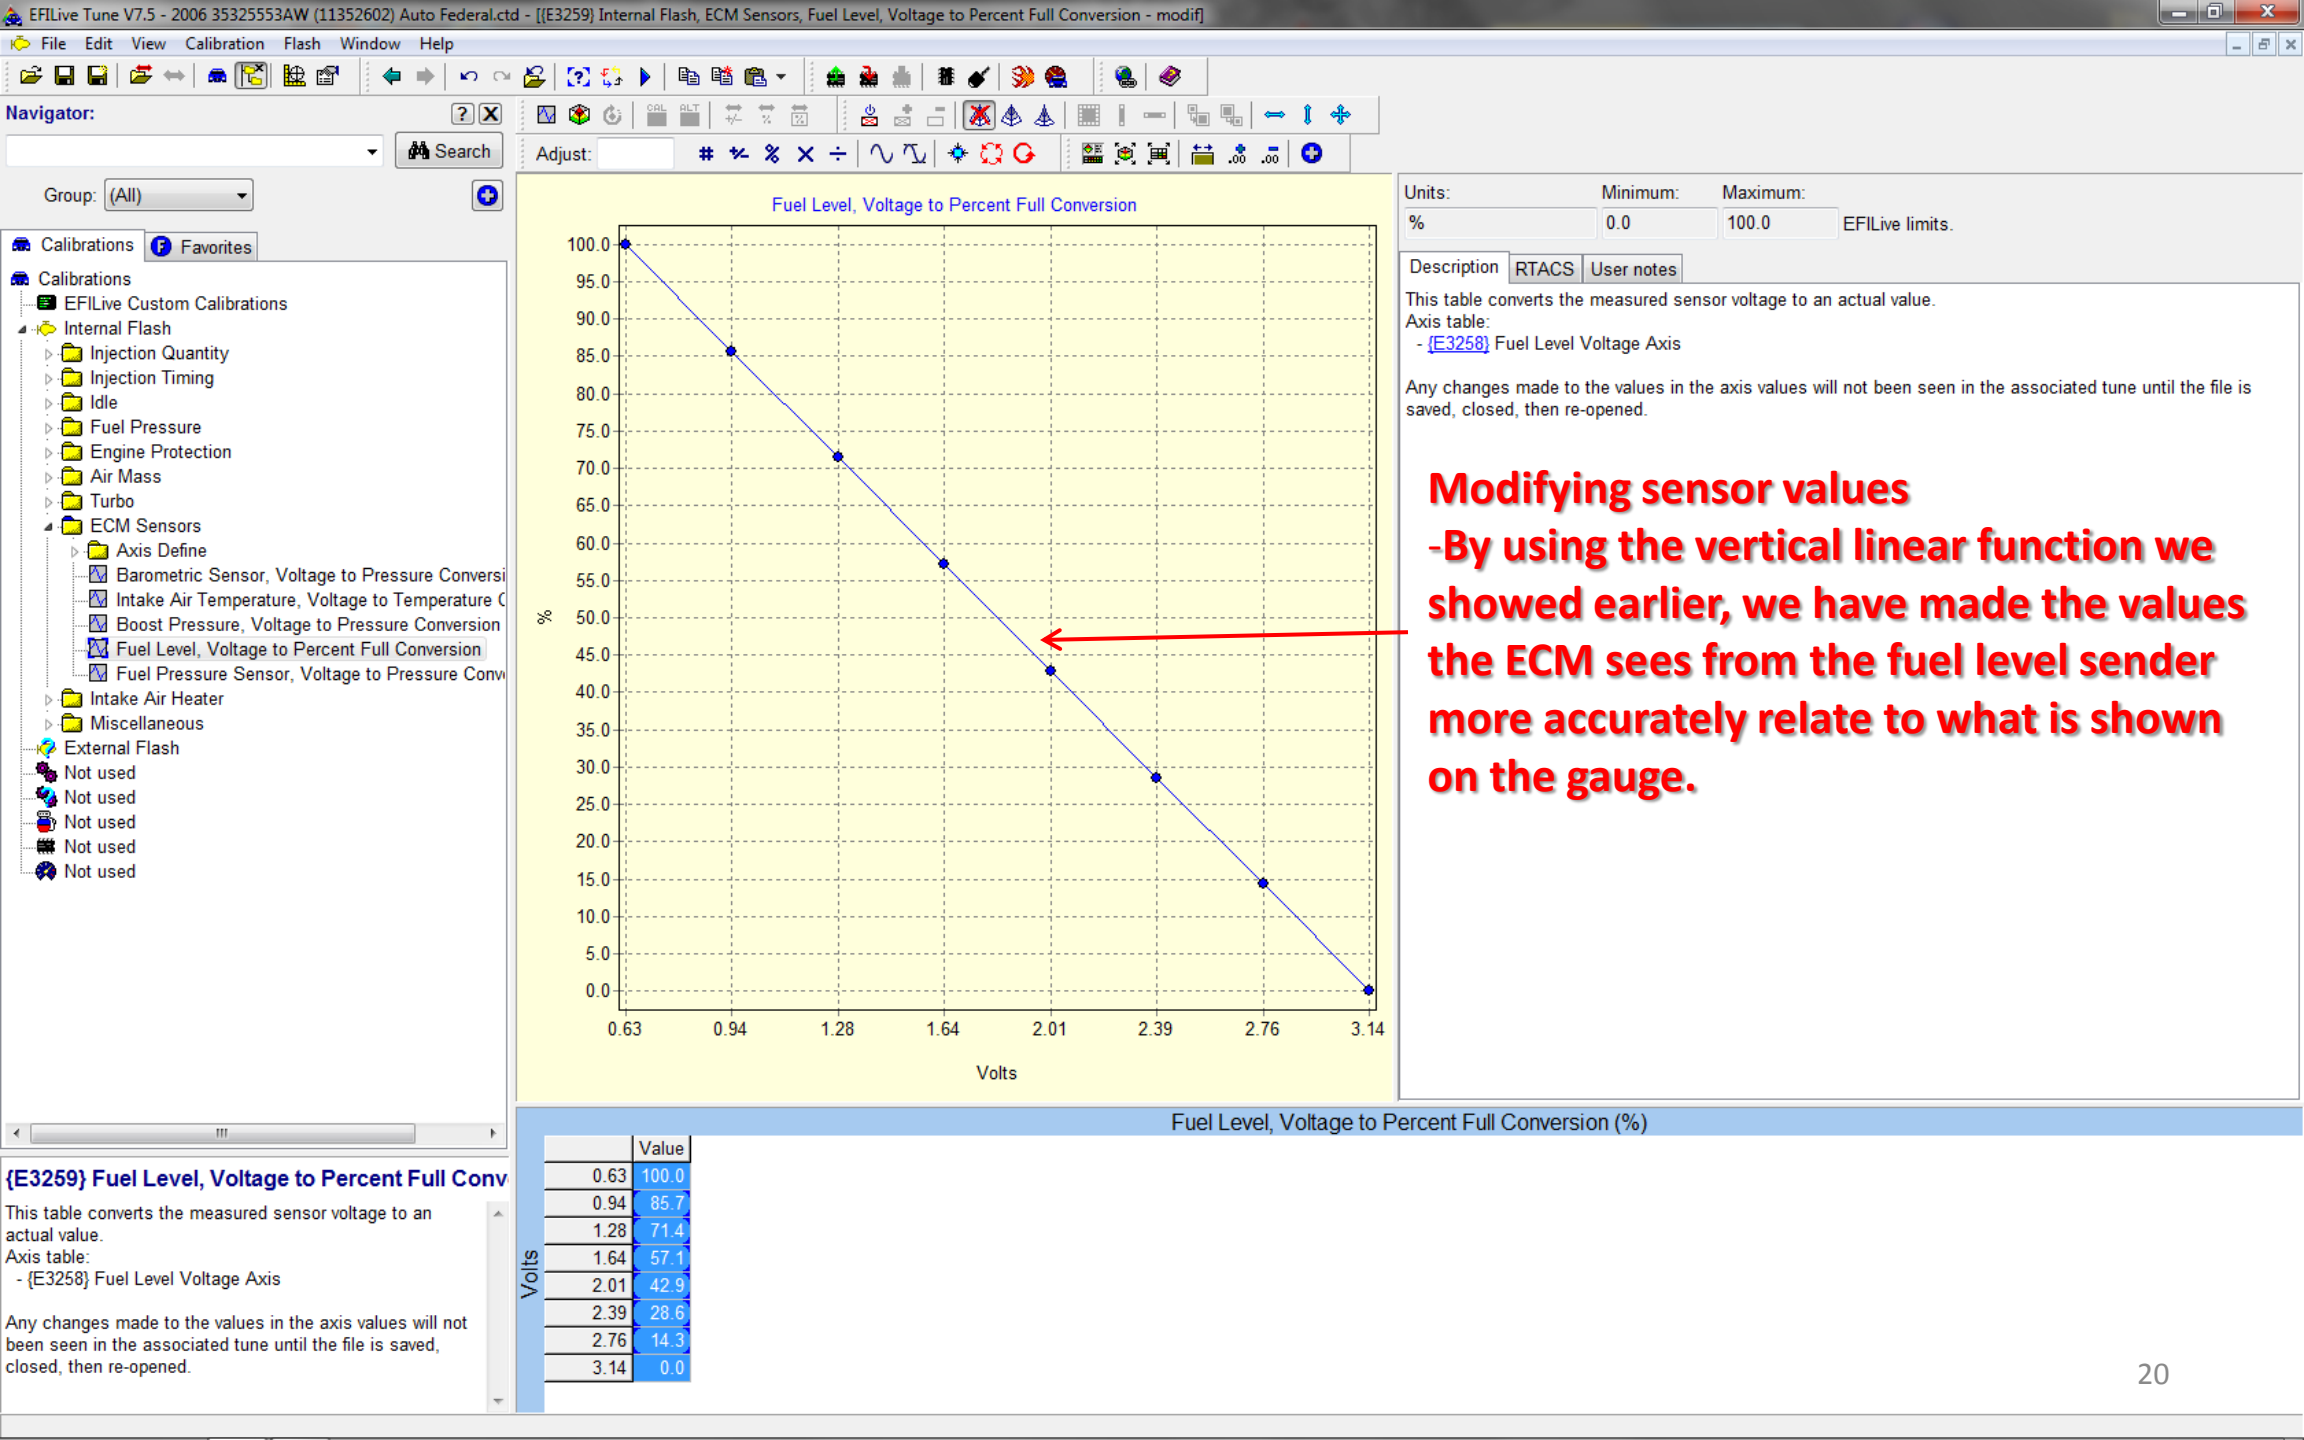 EFILive Tune V7.5 - 2006 35325553AW (11352602) Auto Federal.ctd - [{E3259} Internal Flash, ECM Sensors, Fuel Level, Voltage to Percent Full Conversion - modif]
File Edit View Calibration Flash Window Help
Navigator:
Search
Group: (All)
Calibrations Favorites
Calibrations
EFILive Custom Calibrations
Internal Flash
Injection Quantity
Injection Timing
Idle
Fuel Pressure
Engine Protection
Air Mass
Turbo
ECM Sensors
Axis Define
Barometric Sensor, Voltage to Pressure Conversi
Intake Air Temperature, Voltage to Temperature C
Boost Pressure, Voltage to Pressure Conversion
Fuel Level, Voltage to Percent Full Conversion
Fuel Pressure Sensor, Voltage to Pressure Conv
Intake Air Heater
Miscellaneous
External Flash
Not used
Not used
Not used
Not used
Not used
{E3259} Fuel Level, Voltage to Percent Full Conv
This table converts the measured sensor voltage to an
actual value.
Axis table:
- {E3258} Fuel Level Voltage Axis
Any changes made to the values in the axis values will not
been seen in the associated tune until the file is saved,
closed, then re-opened.
CAL ALT
Adjust: # +- % × ÷ .00 .00
Fuel Level, Voltage to Percent Full Conversion
100.0
95.0
90.0
85.0
80.0
75.0
70.0
65.0
60.0
55.0
50.0
45.0
40.0
35.0
30.0
25.0
20.0
15.0
10.0
5.0
0.0
%
0.63 0.94 1.28 1.64 2.01 2.39 2.76 3.14
Volts
Units: Minimum: Maximum:
% 0.0 100.0 EFILive limits.
Description RTACS User notes
This table converts the measured sensor voltage to an actual value.
Axis table:
- {E3258} Fuel Level Voltage Axis
Any changes made to the values in the axis values will not been seen in the associated tune until the file is
saved, closed, then re-opened.
Modifying sensor values
-By using the vertical linear function we
showed earlier, we have made the values
the ECM sees from the fuel level sender
more accurately relate to what is shown
on the gauge.
Fuel Level, Voltage to Percent Full Conversion (%)
Value
Volts
0.63 100.0
0.94 85.7
1.28 71.4
1.64 57.1
2.01 42.9
2.39 28.6
2.76 14.3
3.14 0.0
20